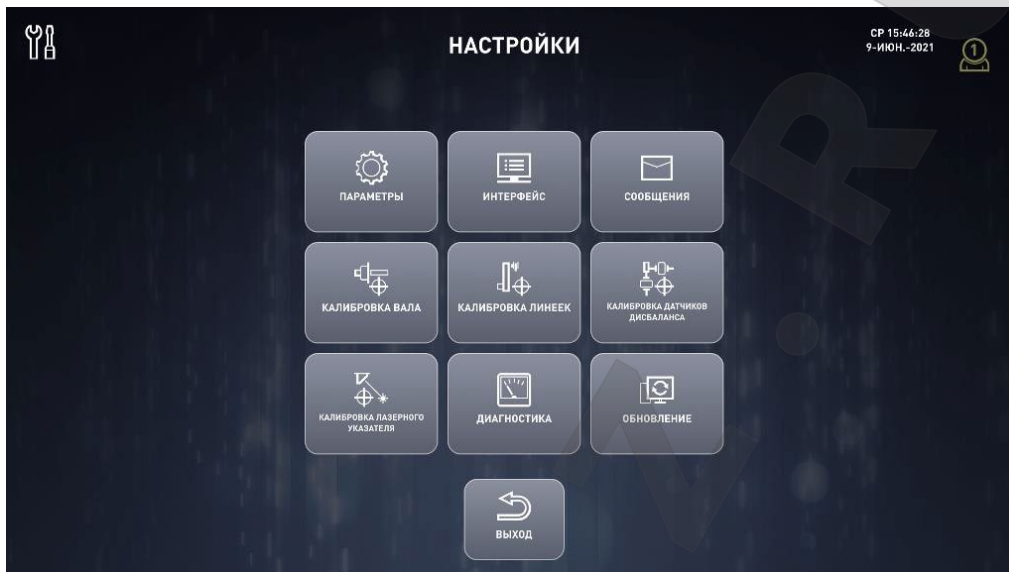 НАСТРОЙКИ
СР 15:46:28
9-ИЮН.-2021
1
ПАРАМЕТРЫ
ИНТЕРФЕЙС
СООБЩЕНИЯ
КАЛИБРОВКА ВАЛА
КАЛИБРОВКА ЛИНЕЕК
КАЛИБРОВКА ДАТЧИКОВ
ДИСБАЛАНСА
КАЛИБРОВКА ЛАЗЕРНОГО
УКАЗАТЕЛЯ
ДИАГНОСТИКА
ОБНОВЛЕНИЕ
ВЫХОД